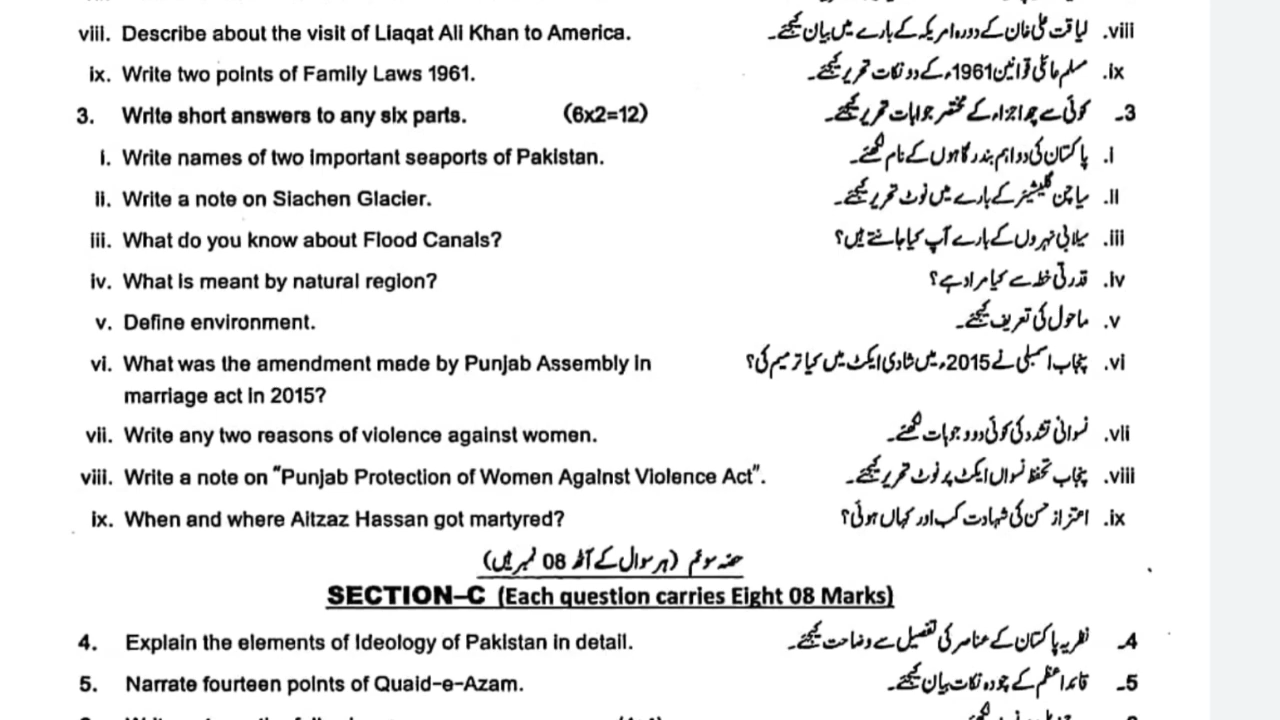 viii. Describe about the visit of Liaqat Ali Khan to America. لیاقت علی خان کے دورہ امریکہ کے بارے میں بیان کیجئے۔ .viii
ix. Write two points of Family Laws 1961. مسلم عائلی قوانین 1961ء کے دو نکات تحریر کیجئے۔ .ix
3. Write short answers to any six parts. (6x2=12) کوئی سے چھ اجزاء کے مختصر جوابات تحریر کیجئے۔ 3۔
i. Write names of two important seaports of Pakistan. پاکستان کی دو اہم بندرگاہوں کے نام لکھئے۔ .i
ii. Write a note on Siachen Glacier. سیاچن گلیشیئر کے بارے میں نوٹ تحریر کیجئے۔ .ii
iii. What do you know about Flood Canals? سیلابی نہروں کے بارے آپ کیا جانتے ہیں؟ .iii
iv. What is meant by natural region? قدرتی خطہ سے کیا مراد ہے؟ .iv
v. Define environment. ماحول کی تعریف کیجئے۔ .v
vi. What was the amendment made by Punjab Assembly in پنجاب اسمبلی نے 2015ء میں شادی ایکٹ میں کیا ترمیم کی؟ .vi
marriage act in 2015?
vii. Write any two reasons of violence against women. نسوانی تشدد کی کوئی دو وجوہات لکھئے۔ .vii
viii. Write a note on "Punjab Protection of Women Against Violence Act". پنجاب تحفظ نسواں ایکٹ پر نوٹ تحریر کیجئے۔ .viii
ix. When and where Aitzaz Hassan got martyred? اعتزاز حسن کی شہادت کب اور کہاں ہوئی؟ .ix
حصہ سوئم (ہر سوال کے آٹھ 08 نمبر ہیں)
SECTION–C (Each question carries Eight 08 Marks)
4. Explain the elements of Ideology of Pakistan in detail. نظریہ پاکستان کے عناصر کی تفصیل سے وضاحت کیجئے۔ 4۔
5. Narrate fourteen points of Quaid-e-Azam. قائداعظم کے چودہ نکات بیان کیجئے۔ 5۔